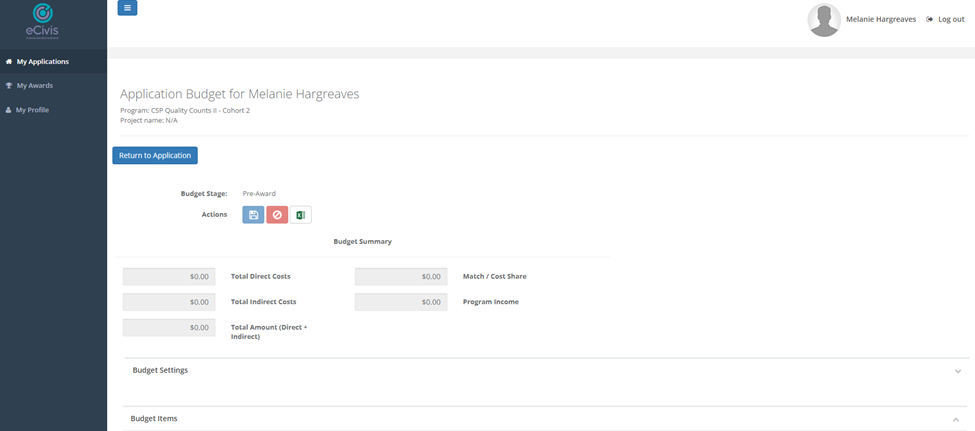 eCivis
Melanie Hargreaves
Log out
My Applications
My Awards
My Profile
Application Budget for Melanie Hargreaves
Program: CSP Quality Counts II - Cohort 2
Project name: N/A
Return to Application
Budget Stage: Pre-Award
Actions
Budget Summary
$0.00 Total Direct Costs $0.00 Match / Cost Share
$0.00 Total Indirect Costs $0.00 Program Income
$0.00 Total Amount (Direct +
Indirect)
Budget Settings
Budget Items